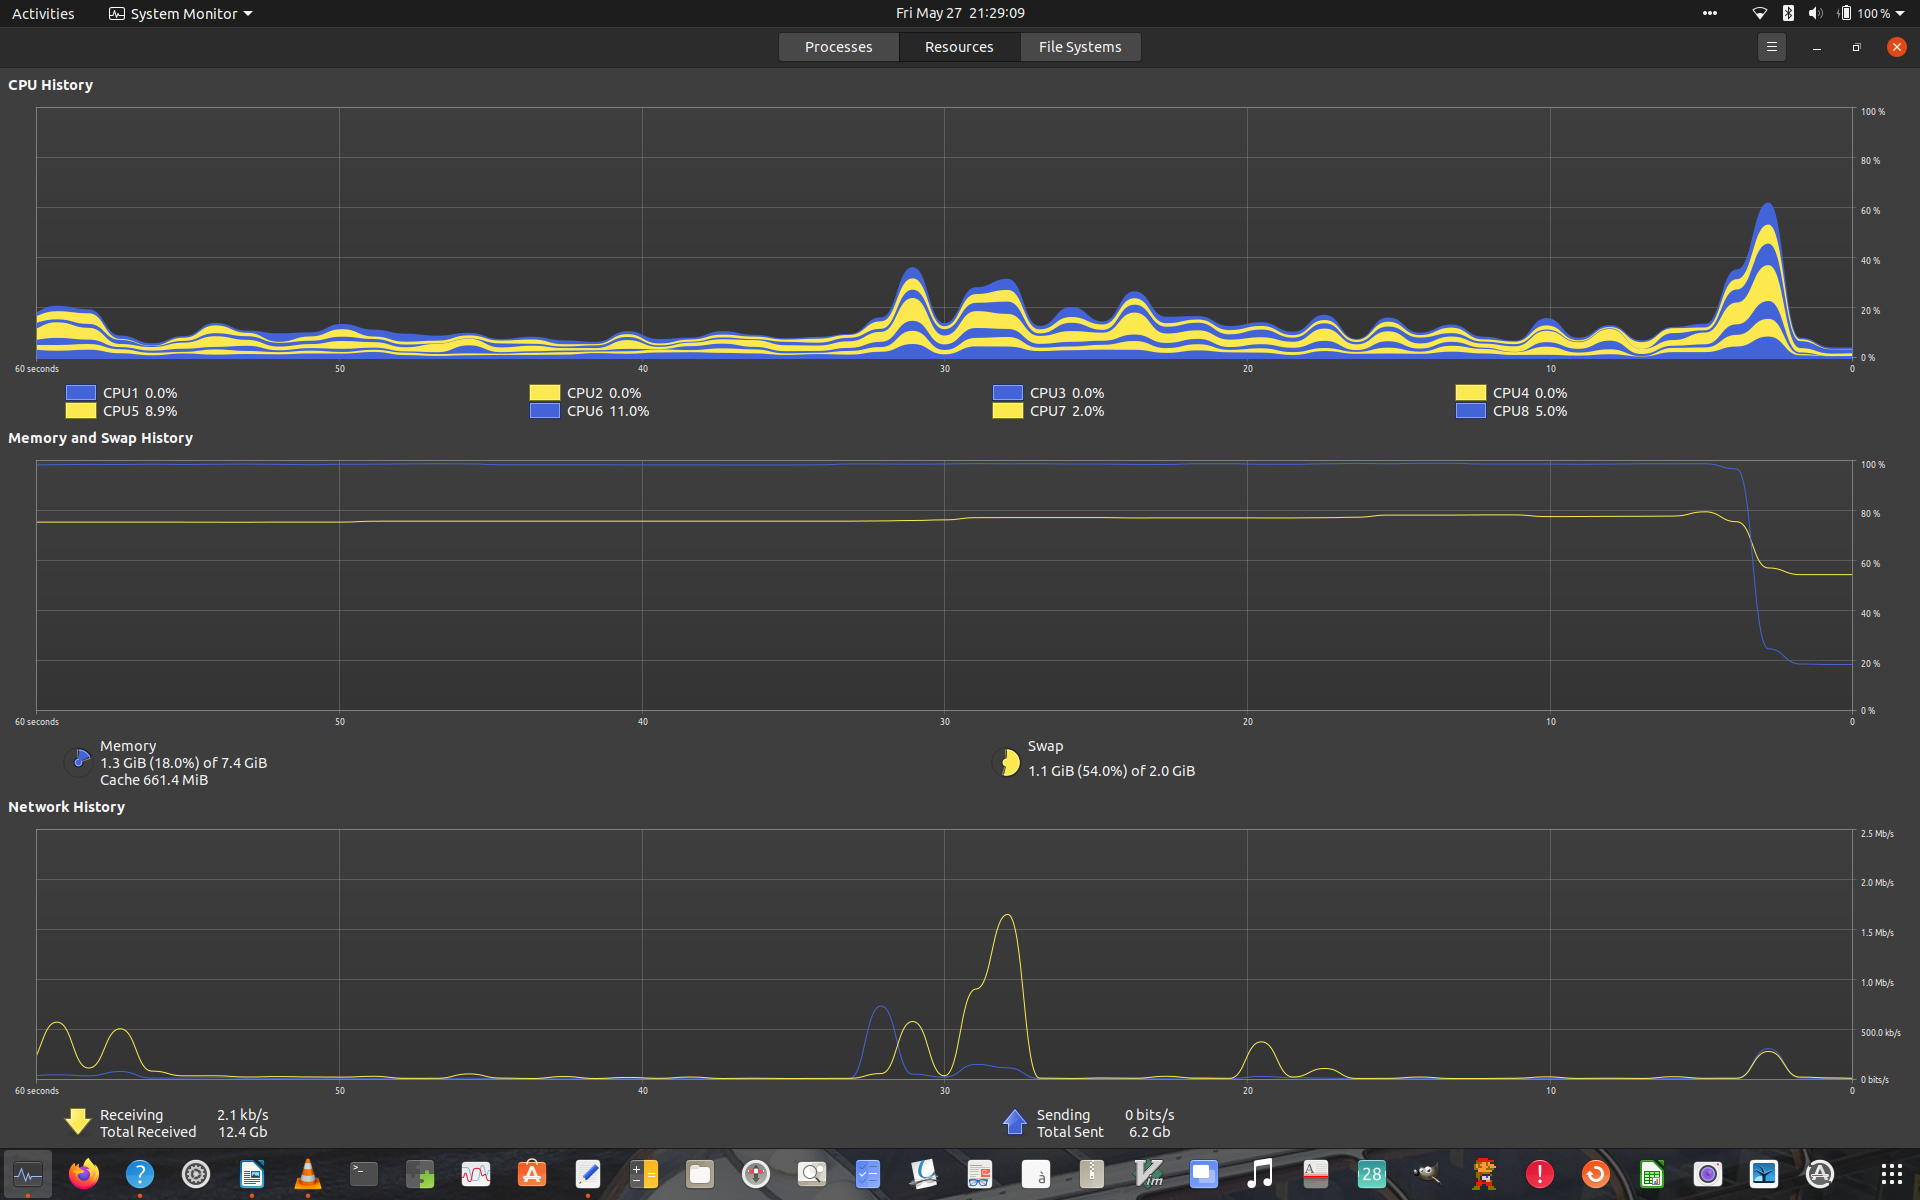 Activities
System Monitor
Fri May 27 21:29:09
100 %
Processes
Resources
File Systems
CPU History
100 %
80 %
60 %
40 %
20 %
0 %
60 seconds 50 40 30 20 10 0
CPU1 0.0% CPU2 0.0% CPU3 0.0% CPU4 0.0%
CPU5 8.9% CPU6 11.0% CPU7 2.0% CPU8 5.0%
Memory and Swap History
100 %
80 %
60 %
40 %
20 %
0 %
60 seconds 50 40 30 20 10 0
Memory
1.3 GiB (18.0%) of 7.4 GiB
Cache 661.4 MiB
Swap
1.1 GiB (54.0%) of 2.0 GiB
Network History
2.5 Mb/s
2.0 Mb/s
1.5 Mb/s
1.0 Mb/s
500.0 kb/s
0 bits/s
60 seconds 50 40 30 20 10 0
Receiving 2.1 kb/s
Total Received 12.4 Gb
Sending 0 bits/s
Total Sent 6.2 Gb
?
>_
à
Vim
A
28
!